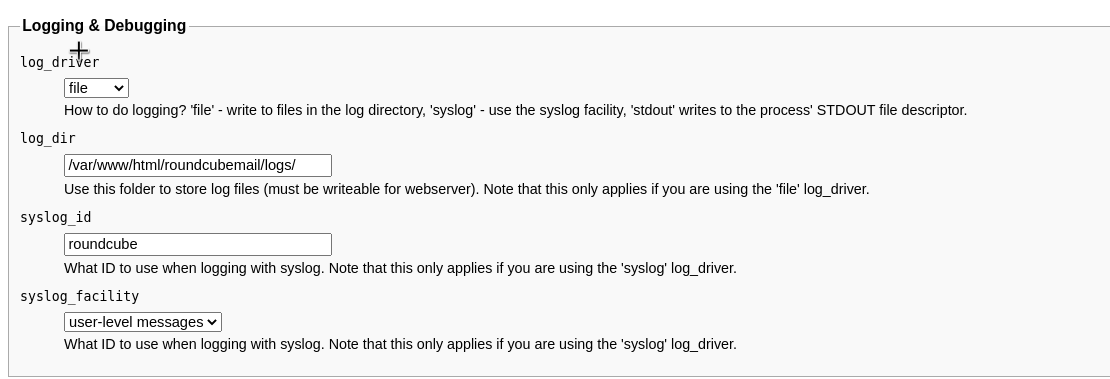 Logging & Debugging
log_driver
file
How to do logging? 'file' - write to files in the log directory, 'syslog' - use the syslog facility, 'stdout' writes to the process' STDOUT file descriptor.
log_dir
/var/www/html/roundcubemail/logs/
Use this folder to store log files (must be writeable for webserver). Note that this only applies if you are using the 'file' log_driver.
syslog_id
roundcube
What ID to use when logging with syslog. Note that this only applies if you are using the 'syslog' log_driver.
syslog_facility
user-level messages
What ID to use when logging with syslog. Note that this only applies if you are using the 'syslog' log_driver.